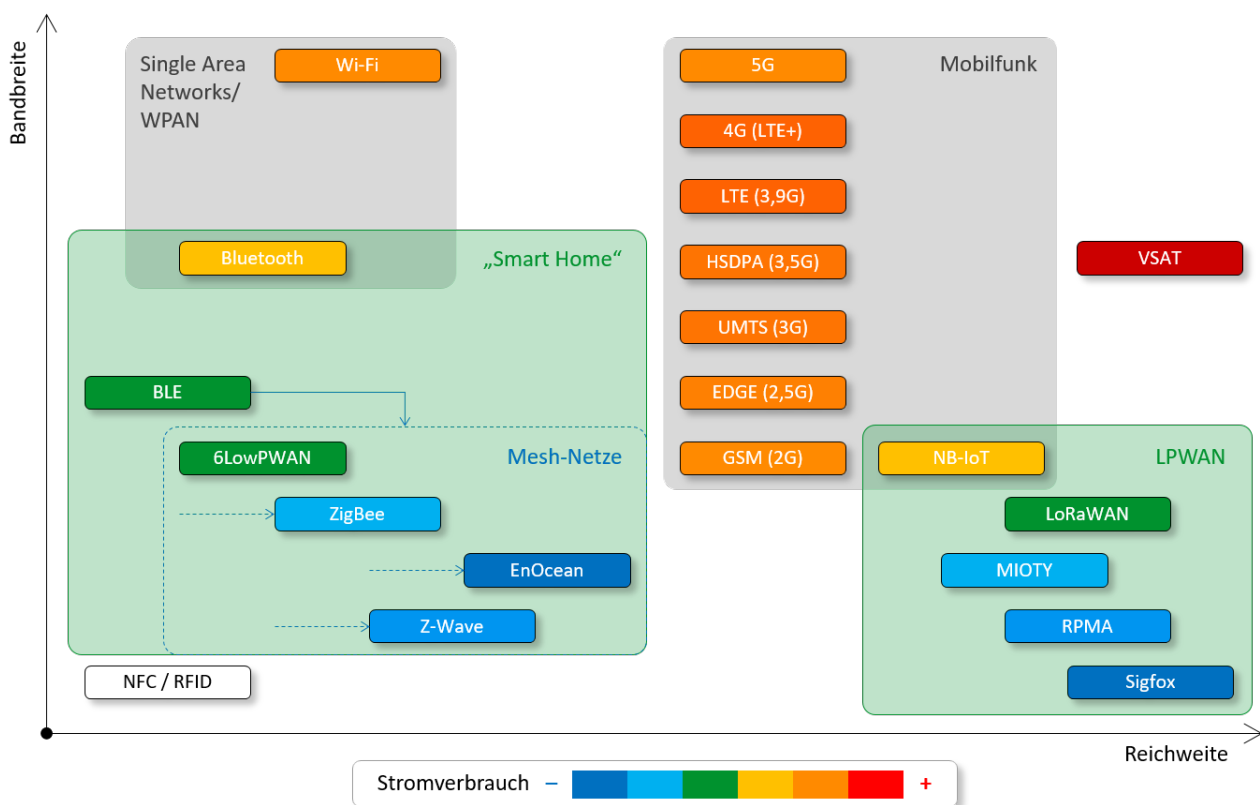 Bandbreite
Single Area
Networks/
WPAN
Wi-Fi
5G
Mobilfunk
4G (LTE+)
LTE (3,9G)
Bluetooth
„Smart Home“
HSDPA (3,5G)
VSAT
UMTS (3G)
BLE
EDGE (2,5G)
6LowPWAN
Mesh-Netze
GSM (2G)
NB-IoT
LPWAN
ZigBee
LoRaWAN
EnOcean
MIOTY
Z-Wave
RPMA
NFC / RFID
Sigfox
Reichweite
Stromverbrauch – +